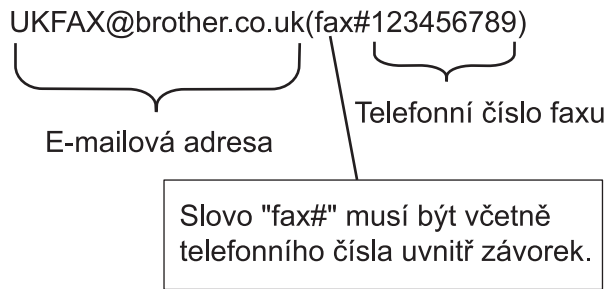 UKFAX@brother.co.uk(fax#123456789)
Telefonní číslo faxu
E-mailová adresa
Slovo "fax#" musí být včetně
telefonního čísla uvnitř závorek.